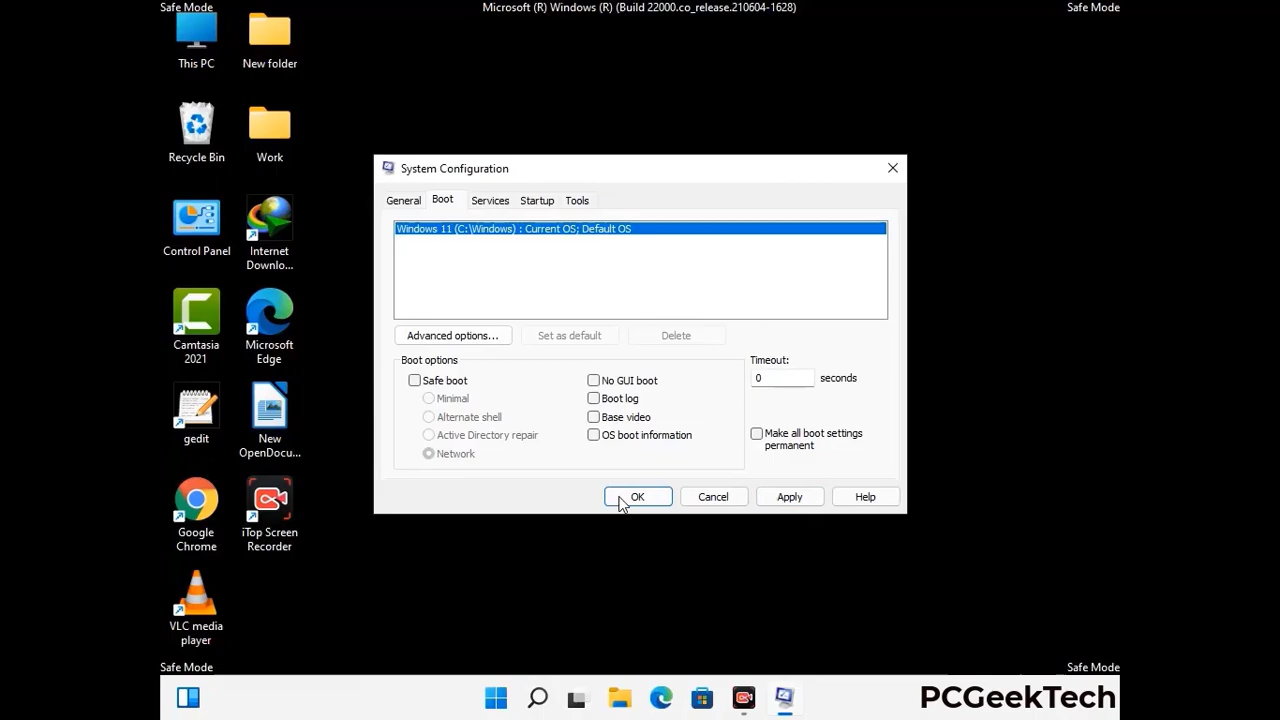 Safe Mode
Microsoft (R) Windows (R) (Build 22000.co_release.210604-1628)
Safe Mode
This PC
New folder
Recycle Bin
Work
Control Panel
Internet
Downlo...
Camtasia
2021
Microsoft
Edge
gedit
New
OpenDocu...
Google
Chrome
iTop Screen
Recorder
VLC media
player
System Configuration
General
Boot
Services
Startup
Tools
Windows 11 (C:\Windows) : Current OS; Default OS
Advanced options...
Set as default
Delete
Boot options
Safe boot
Minimal
Alternate shell
Active Directory repair
Network
No GUI boot
Boot log
Base video
OS boot information
Timeout:
0 seconds
Make all boot settings
permanent
OK
Cancel
Apply
Help
Safe Mode
Safe Mode
PCGeekTech